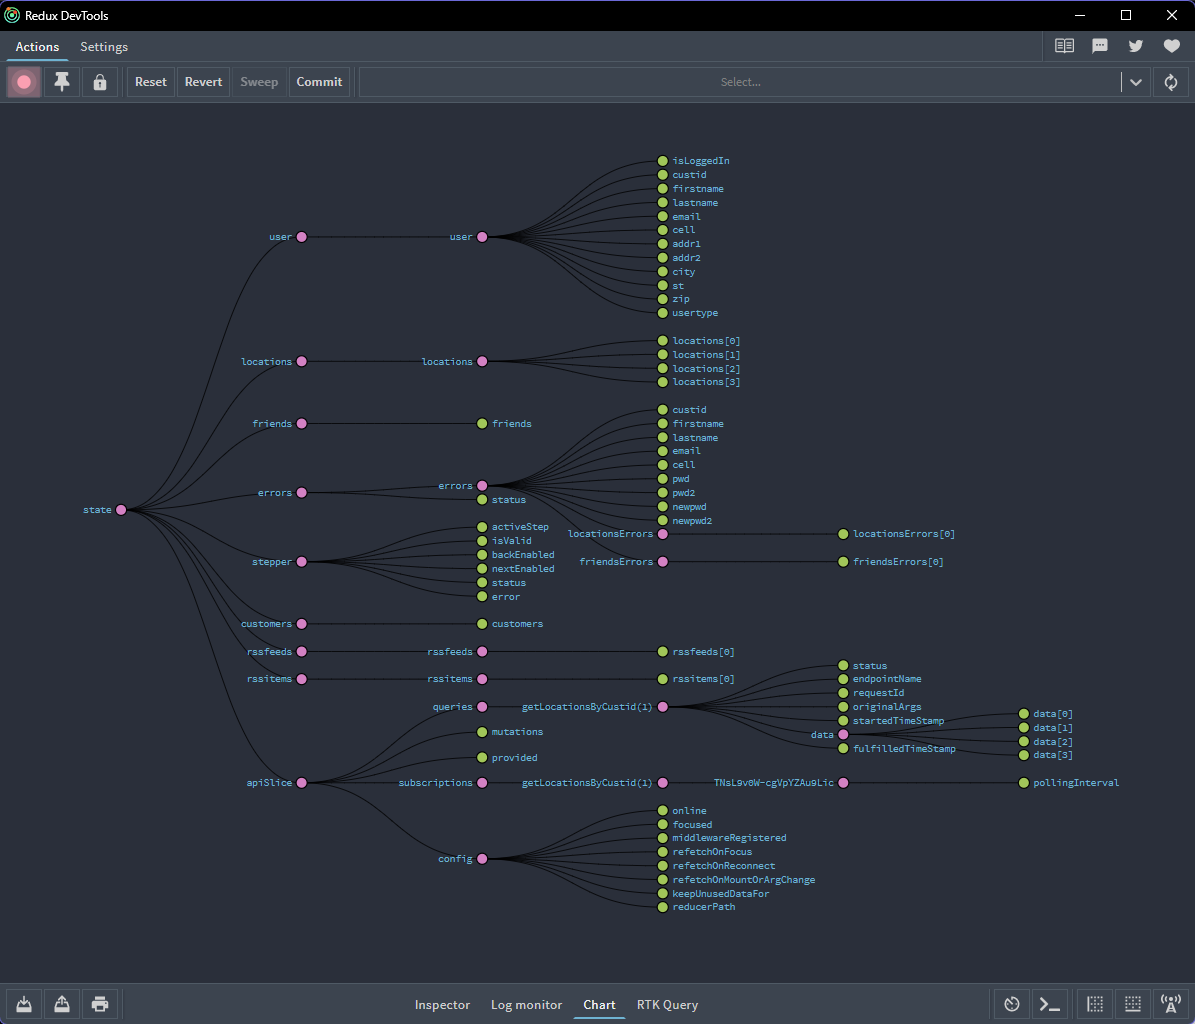 Redux DevTools
Actions Settings
Reset Revert Sweep Commit Select...
isLoggedIn
custid
firstname
lastname
email
cell
user user
addr1
addr2
city
st
zip
usertype
locations[0]
locations[1]
locations locations
locations[2]
locations[3]
custid
friends friends
firstname
lastname
email
cell
pwd
errors errors
pwd2
status
newpwd
state
newpwd2
activeStep
locationErrors locationsErrors[0]
isValid
backEnabled
stepper friendsErrors friendsErrors[0]
nextEnabled
status
error
customers customers
rssfeeds rssfeeds rssfeeds[0]
status
rssitems rssitems rssitems[0] endpointName
requestId
queries getLocationsByCustid(1) originalArgs
data[0]
startedTimeStamp
data[1]
mutations data
data[2]
fulfilledTimeStamp
data[3]
provided
apiSlice subscriptions getLocationsByCustid(1) TNsL9v0W-cgVpYZAu9Lic pollingInterval
online
focused
middlewareRegistered
refetchOnFocus
config
refetchOnReconnect
refetchOnMountOrArgChange
keepUnusedDataFor
reducerPath
Inspector Log monitor Chart RTK Query